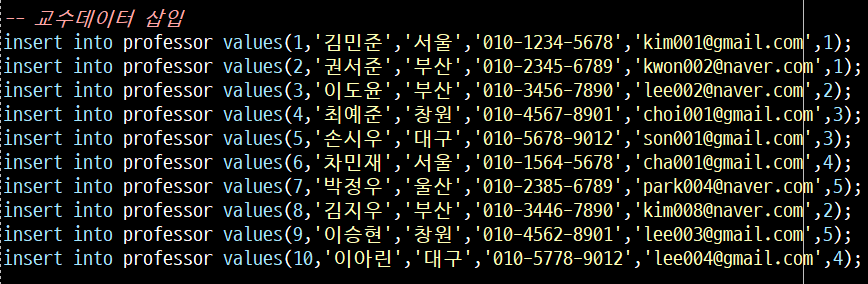 -- 교수데이터 삽입
insert into professor values(1,'김민준','서울','010-1234-5678','kim001@gmail.com',1);
insert into professor values(2,'권서준','부산','010-2345-6789','kwon002@naver.com',1);
insert into professor values(3,'이도윤','부산','010-3456-7890','lee002@naver.com',2);
insert into professor values(4,'최예준','창원','010-4567-8901','choi001@gmail.com',3);
insert into professor values(5,'손시우','대구','010-5678-9012','son001@gmail.com',3);
insert into professor values(6,'차민재','서울','010-1564-5678','cha001@gmail.com',4);
insert into professor values(7,'박정우','울산','010-2385-6789','park004@naver.com',5);
insert into professor values(8,'김지우','부산','010-3446-7890','kim008@naver.com',2);
insert into professor values(9,'이승현','창원','010-4562-8901','lee003@naver.com',5);
insert into professor values(10,'이아린','대구','010-5778-9012','lee004@gmail.com',4);